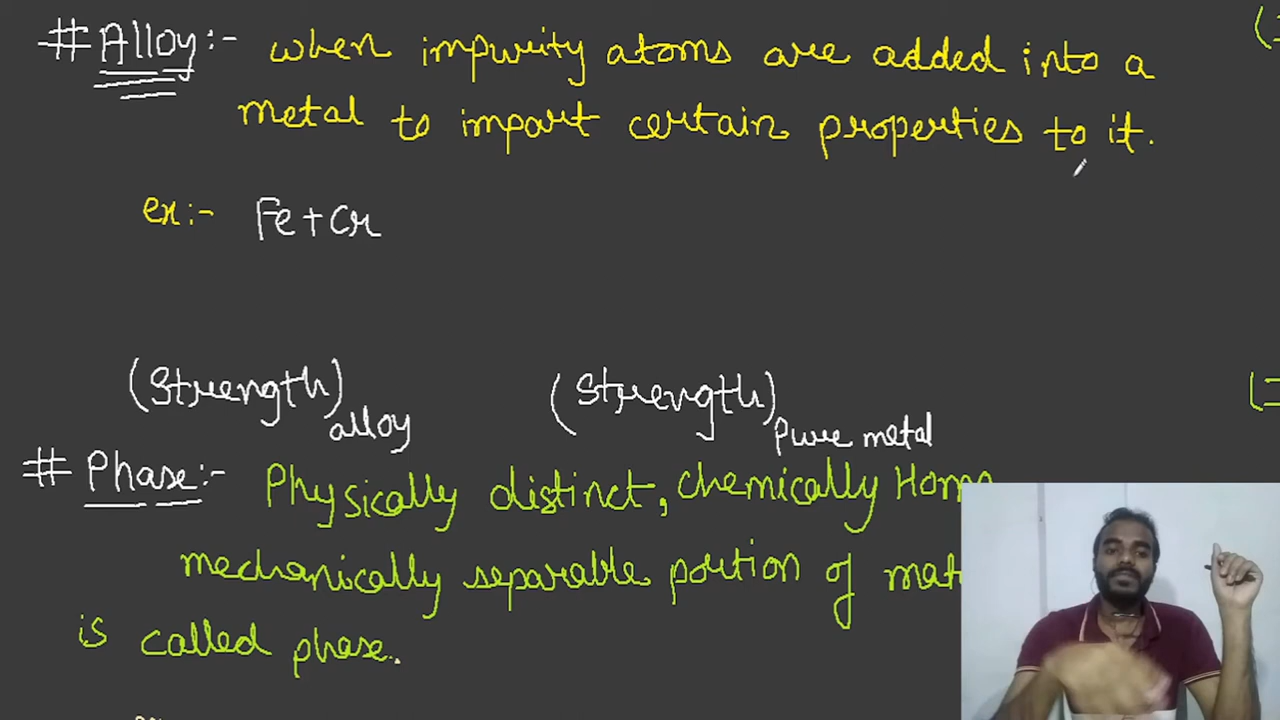 # Alloy:- when impurity atoms are added into a
metal to impart certain properties to it.
ex:- Fe+Cr
(Strength)alloy (Strength)pure metal
# Phase:- Physically distinct, chemically Homo
mechanically separable portion of mat
is called phase.